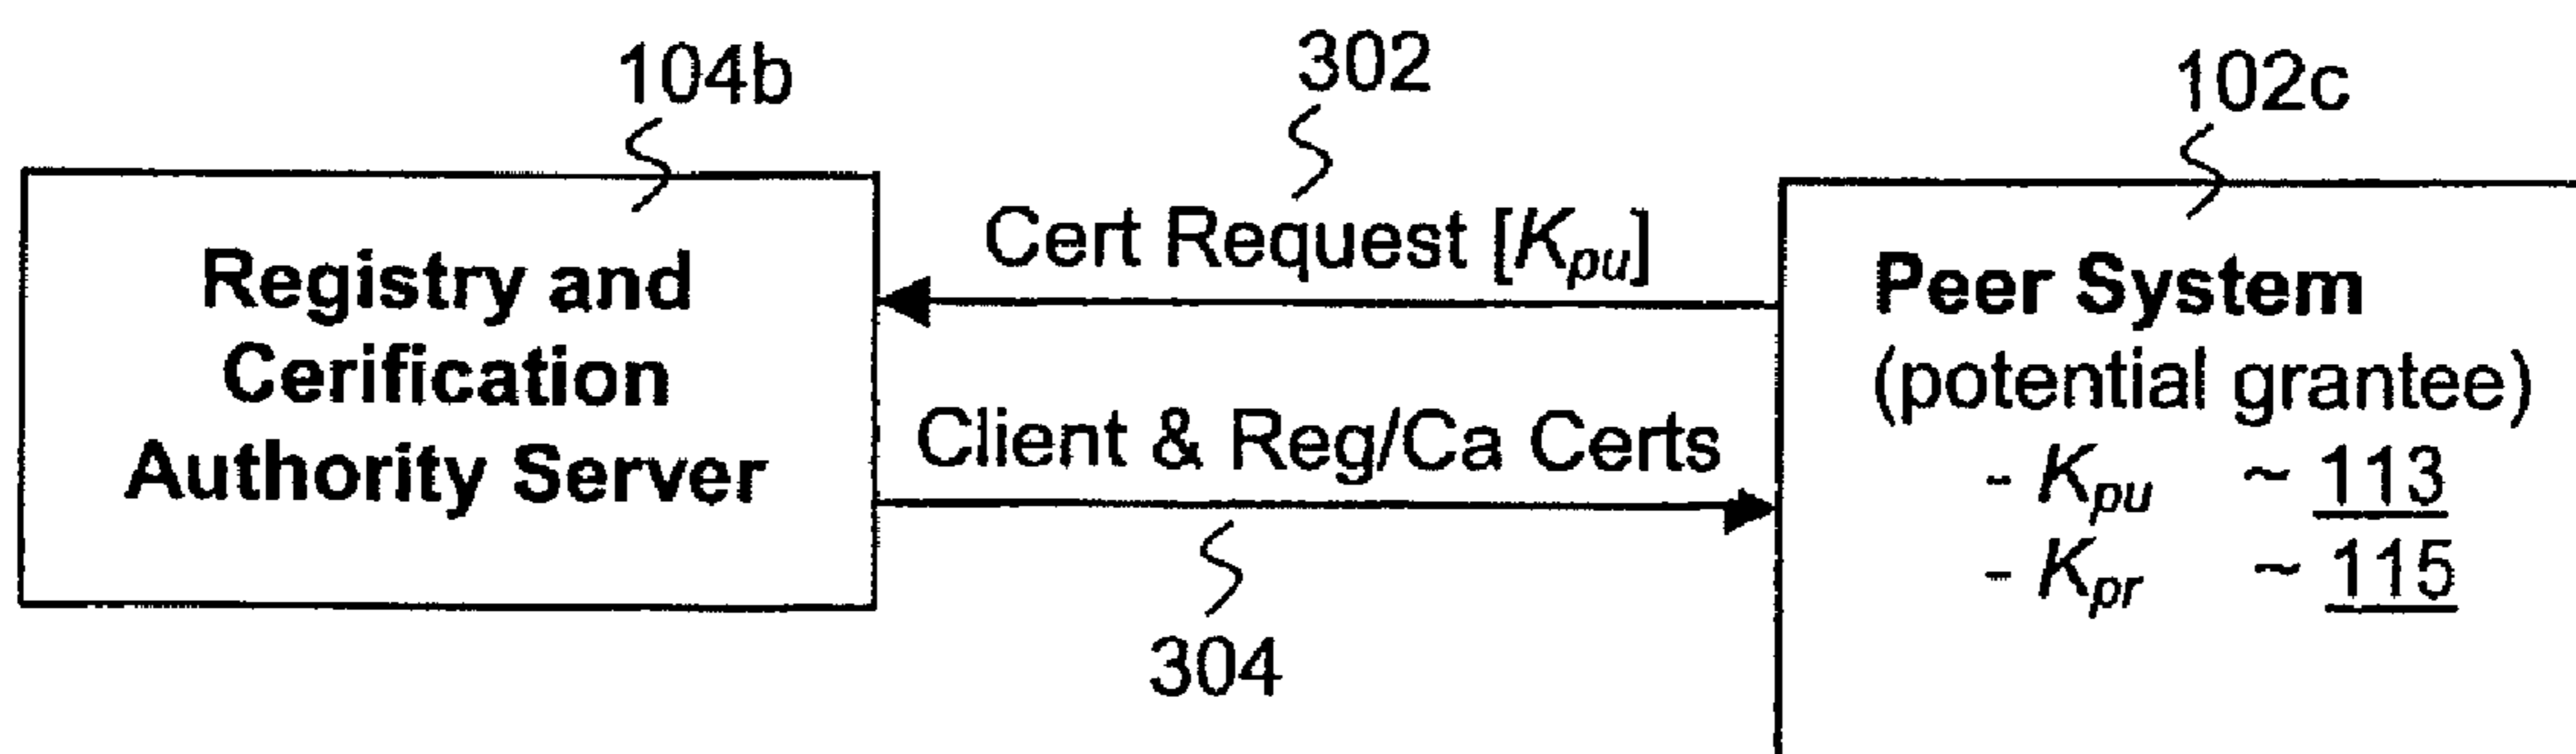 104b
302
102c
Registry and
Cerification
Authority Server
Cert Request [Kpu]
Client & Reg/Ca Certs
304
Peer System
(potential grantee)
- Kpu ~ 113
- Kpr ~ 115